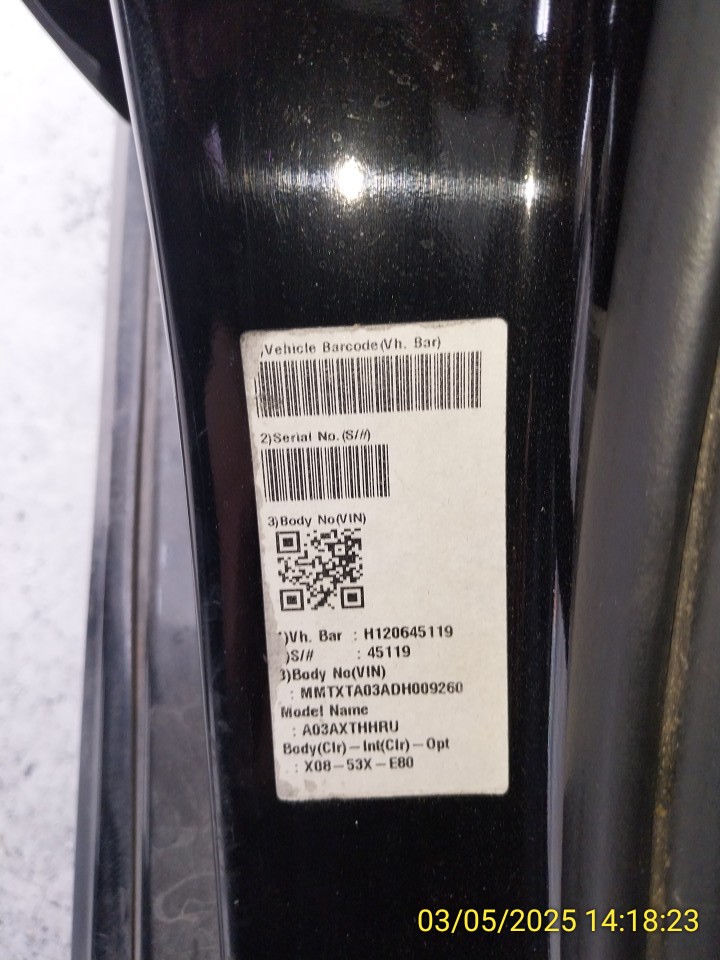 )Vehicle Barcode(Vh. Bar)
2)Serial No.(S/#)
3)Body No(VIN)
)Vh. Bar : H120645119
)S/# : 45119
3)Body No(VIN)
: MMTXTA03ADH009260
Model Name
: A03AXTHHRU
Body(Clr)-Int(Clr)-Opt
: X08-53X-E80
03/05/2025 14:18:23